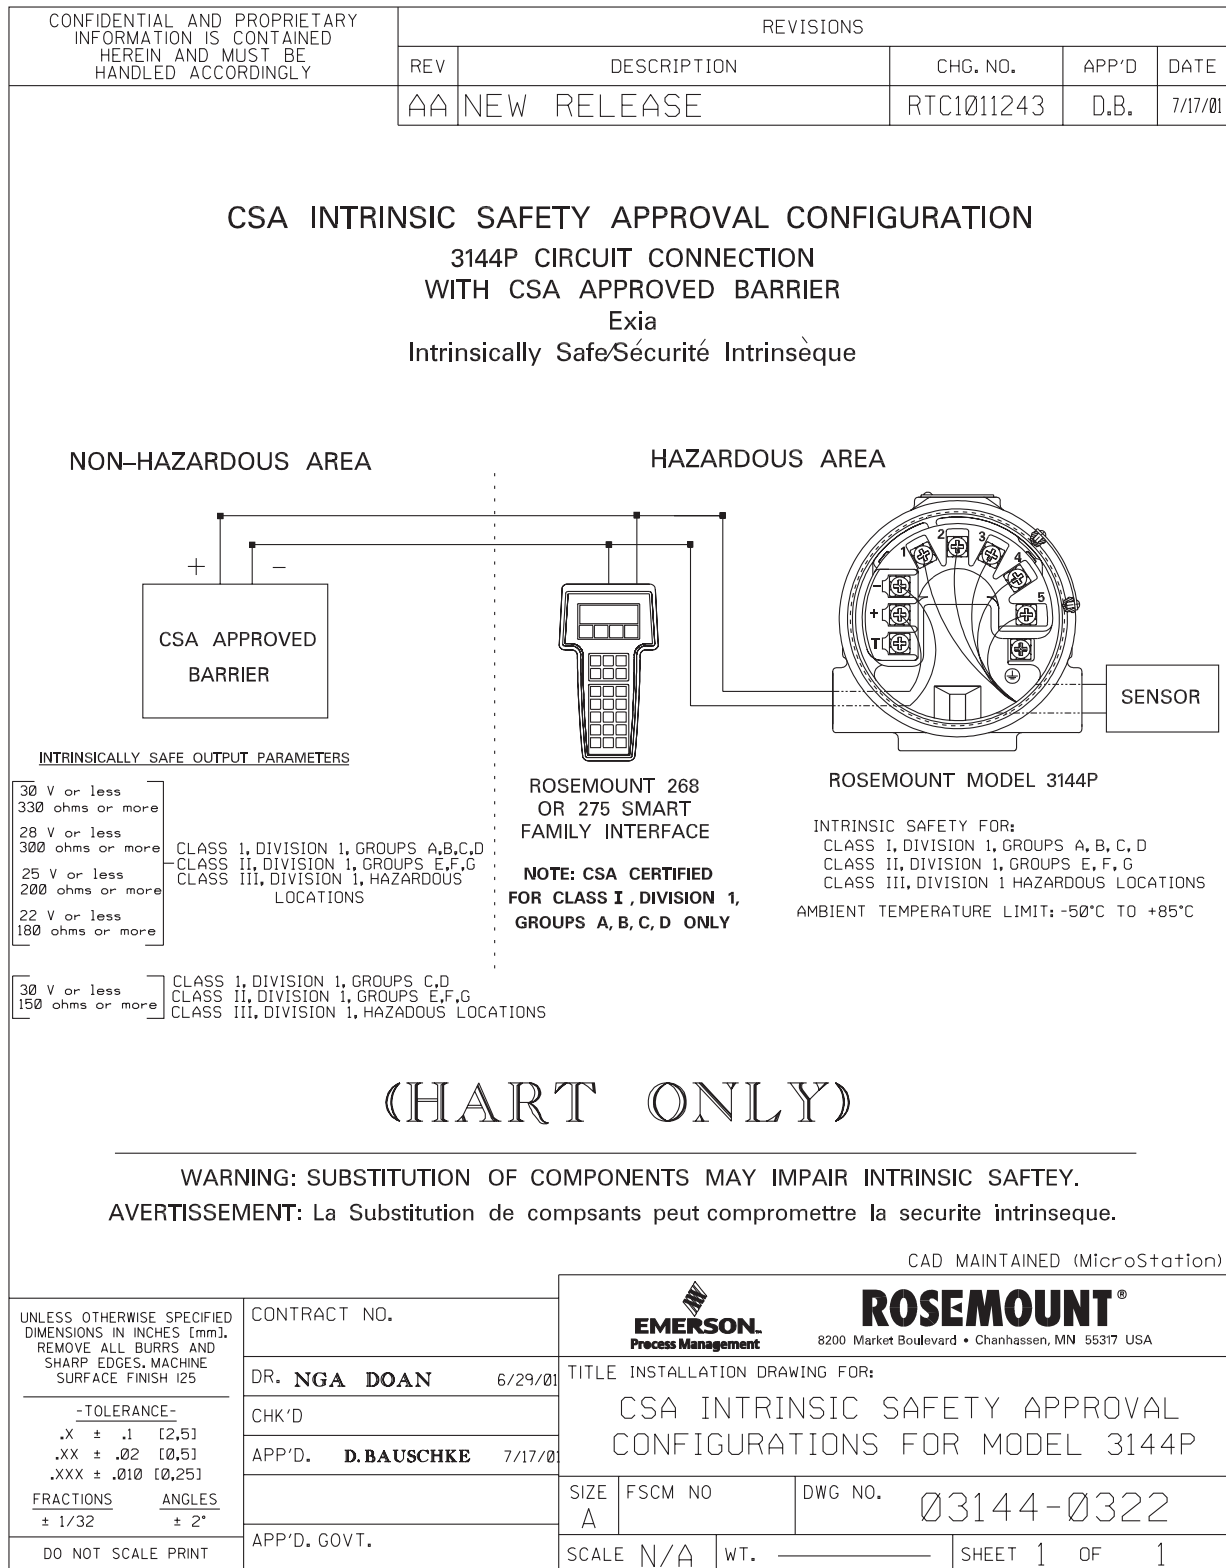 CONFIDENTIAL AND PROPRIETARY
INFORMATION IS CONTAINED
HEREIN AND MUST BE
HANDLED ACCORDINGLY
REVISIONS
REV DESCRIPTION CHG. NO. APP'D DATE
AA NEW RELEASE RTC1011243 D.B. 7/17/01
CSA INTRINSIC SAFETY APPROVAL CONFIGURATION
3144P CIRCUIT CONNECTION
WITH CSA APPROVED BARRIER
Exia
Intrinsically Safe/Sécurité Intrinsèque
NON-HAZARDOUS AREA
HAZARDOUS AREA
+ -
CSA APPROVED
BARRIER
1 2 3 4 5
-
+
T
SENSOR
INTRINSICALLY SAFE OUTPUT PARAMETERS
30 V or less
330 ohms or more
28 V or less
300 ohms or more
25 V or less
200 ohms or more
22 V or less
180 ohms or more
CLASS 1, DIVISION 1, GROUPS A,B,C,D
CLASS II, DIVISION 1, GROUPS E,F,G
CLASS III, DIVISION 1, HAZARDOUS
LOCATIONS
30 V or less
150 ohms or more
CLASS 1, DIVISION 1, GROUPS C,D
CLASS II, DIVISION 1, GROUPS E,F,G
CLASS III, DIVISION 1, HAZADOUS LOCATIONS
ROSEMOUNT 268
OR 275 SMART
FAMILY INTERFACE
NOTE: CSA CERTIFIED
FOR CLASS I , DIVISION 1,
GROUPS A, B, C, D ONLY
ROSEMOUNT MODEL 3144P
INTRINSIC SAFETY FOR:
CLASS I, DIVISION 1, GROUPS A, B, C, D
CLASS II, DIVISION 1, GROUPS E, F, G
CLASS III, DIVISION 1 HAZARDOUS LOCATIONS
AMBIENT TEMPERATURE LIMIT: -50°C TO +85°C
(HART ONLY)
WARNING: SUBSTITUTION OF COMPONENTS MAY IMPAIR INTRINSIC SAFTEY.
AVERTISSEMENT: La Substitution de compsants peut compromettre la securite intrinseque.
CAD MAINTAINED (MicroStation)
UNLESS OTHERWISE SPECIFIED
DIMENSIONS IN INCHES [mm].
REMOVE ALL BURRS AND
SHARP EDGES. MACHINE
SURFACE FINISH 125
-TOLERANCE-
.X ± .1 [2,5]
.XX ± .02 [0,5]
.XXX ± .010 [0,25]
FRACTIONS ANGLES
± 1/32 ± 2°
DO NOT SCALE PRINT
CONTRACT NO.
DR. NGA DOAN 6/29/01
CHK'D
APP'D. D. BAUSCHKE 7/17/01
APP'D. GOVT.
EMERSON.
Process Management
ROSEMOUNT®
8200 Market Boulevard • Chanhassen, MN 55317 USA
TITLE INSTALLATION DRAWING FOR:
CSA INTRINSIC SAFETY APPROVAL
CONFIGURATIONS FOR MODEL 3144P
SIZE A FSCM NO DWG NO. 03144-0322
SCALE N/A WT. SHEET 1 OF 1